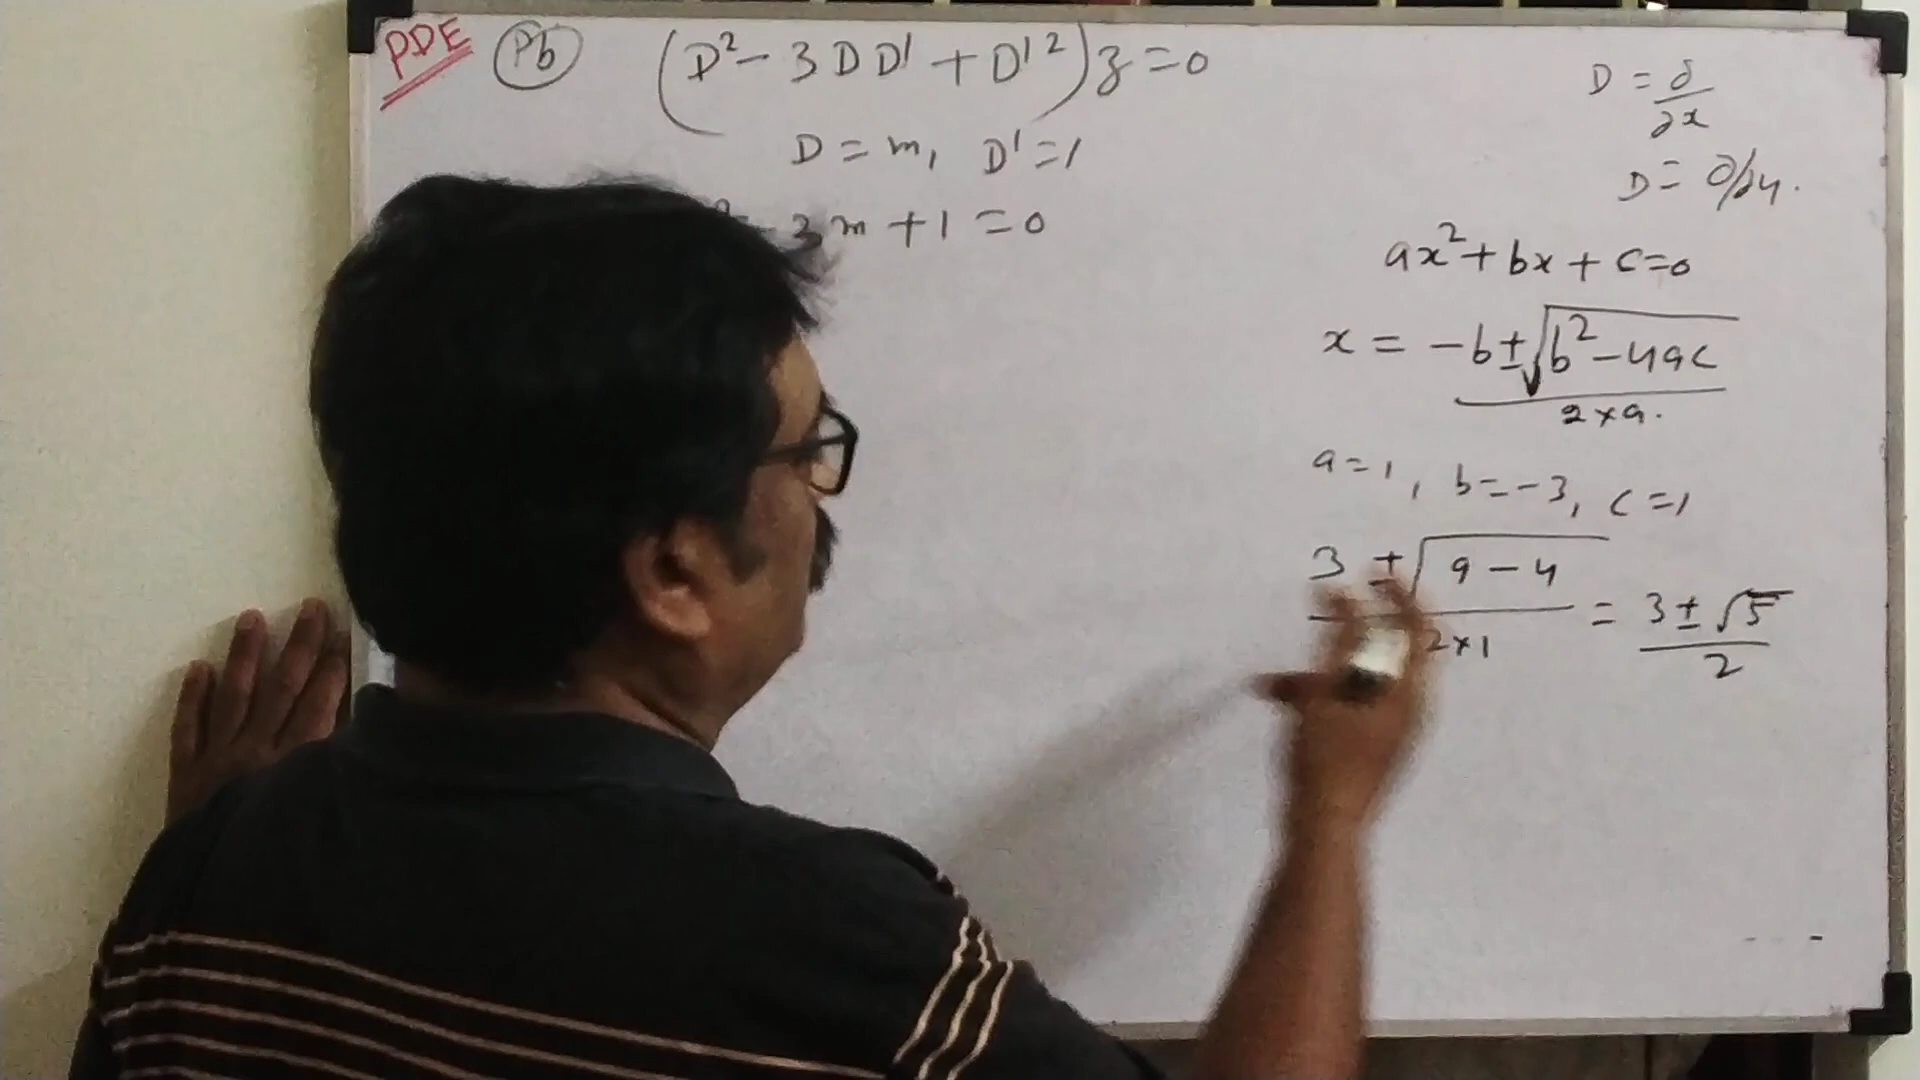 PDE Pb (D² - 3DD' + D'²)z = 0
D = m, D' = 1
- 3m + 1 = 0
D = ∂/∂x
D = ∂/∂y.
ax² + bx + c = 0
x = -b ± √(b² - 4ac) / 2×a.
a = 1, b = -3, c = 1
3 ± √(9 - 4) / 2×1 = 3 ± √5 / 2